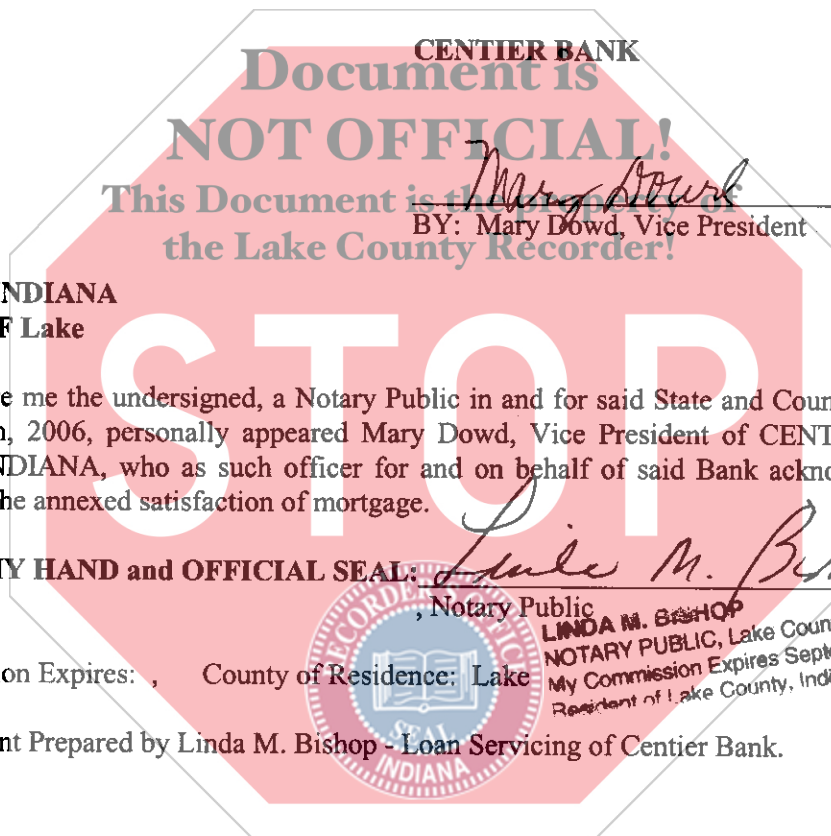 CENTIER BANK
Document is
NOT OFFICIAL!
Mary Dowd
This Document is the property of
BY: Mary Dowd, Vice President
the Lake County Recorder!
NDIANA
F Lake
STOP
e me the undersigned, a Notary Public in and for said State and Coun
n, 2006, personally appeared Mary Dowd, Vice President of CENT
NDIANA, who as such officer for and on behalf of said Bank ackno
he annexed satisfaction of mortgage.
Y HAND and OFFICIAL SEAL: Linda M. Bis
, Notary Public
LINDA M. BISHOP
NOTARY PUBLIC, Lake Coun
My Commission Expires Septe
Resident of Lake County, Indi
on Expires: , County of Residence: Lake
RECORDER'S OFFICE
SEAL
INDIANA
nt Prepared by Linda M. Bishop - Loan Servicing of Centier Bank.